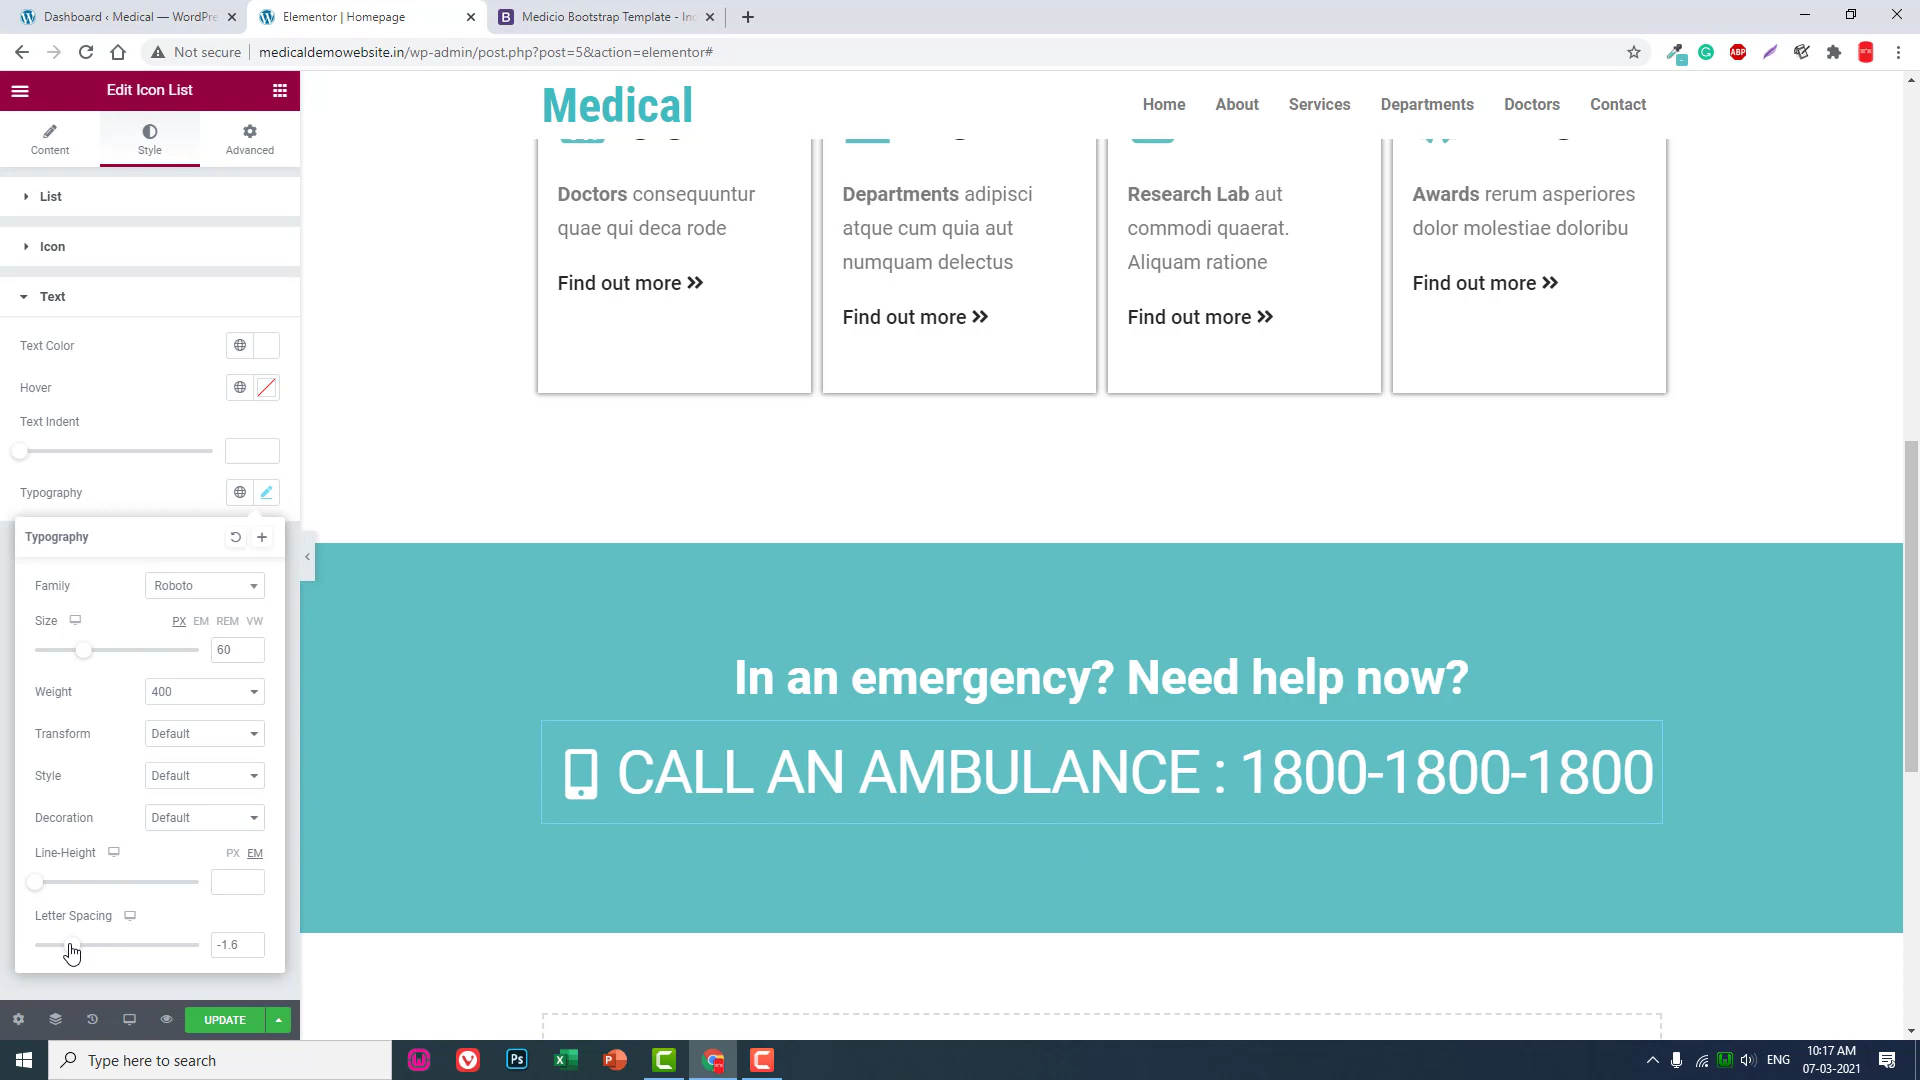 Dashboard ‹ Medical — WordPre
Elementor | Homepage
Medicio Bootstrap Template - Ind
Not secure
medicaldemowebsite.in/wp-admin/post.php?post=5&action=elementor#
ABP
Edit Icon List
Content
Style
Advanced
List
Icon
Text
Text Color
Hover
Text Indent
Typography
Typography
Family
Roboto
Size
PX EM REM VW
60
Weight
400
Transform
Default
Style
Default
Decoration
Default
Line-Height
PX EM
Letter Spacing
-1.6
UPDATE
Medical
Home
About
Services
Departments
Doctors
Contact
Doctors consequuntur
quae qui deca rode
Find out more
Departments adipisci
atque cum quia aut
numquam delectus
Find out more
Research Lab aut
commodi quaerat.
Aliquam ratione
Find out more
Awards rerum asperiores
dolor molestiae doloribu
Find out more
In an emergency? Need help now?
CALL AN AMBULANCE : 1800-1800-1800
Type here to search
Ps
ENG
10:17 AM
07-03-2021